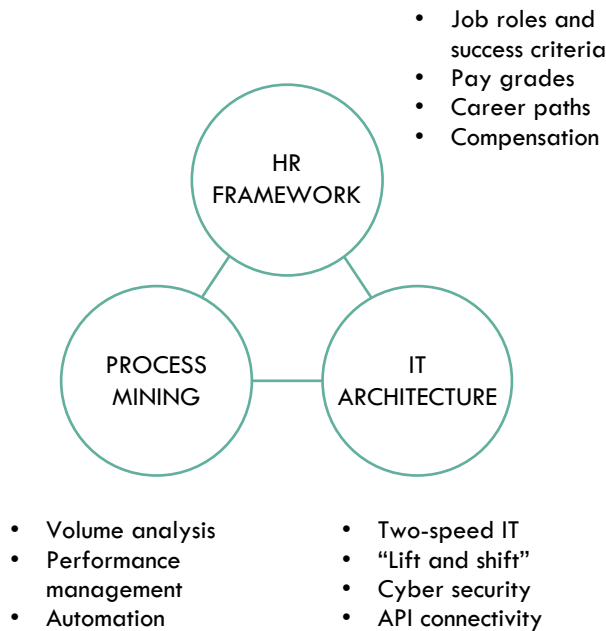 • Job roles and
success criteria
• Pay grades
• Career paths
• Compensation
HR
FRAMEWORK
PROCESS
MINING
IT
ARCHITECTURE
• Volume analysis
• Performance
management
• Automation
• Two-speed IT
• “Lift and shift”
• Cyber security
• API connectivity